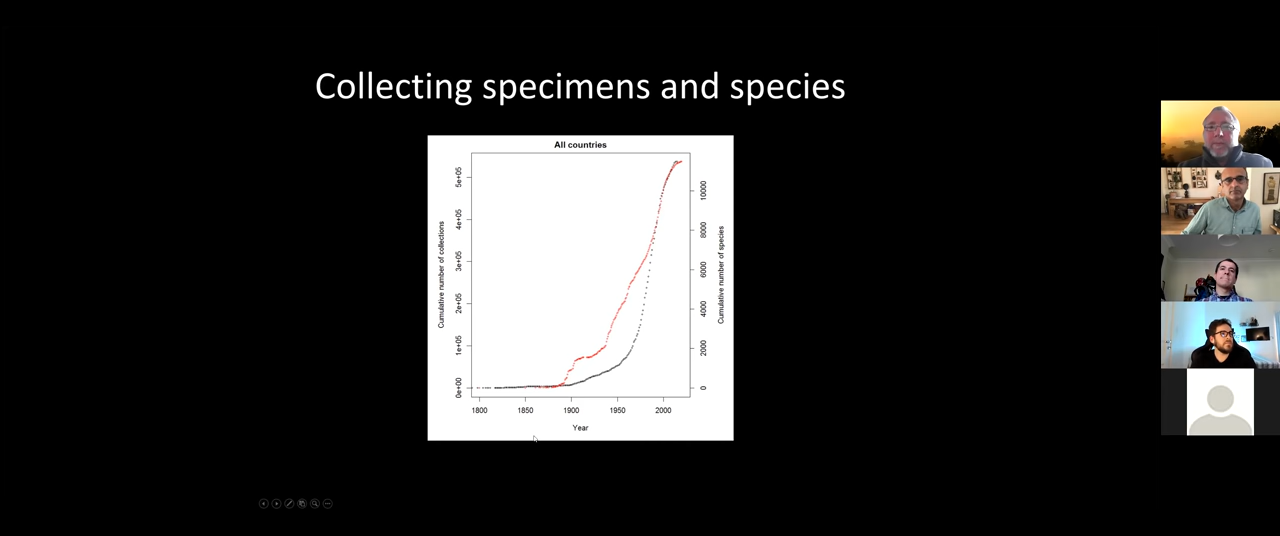 Collecting specimens and species
All countries
Cumulative number of collections
0e+00 1e+05 2e+05 3e+05 4e+05 5e+05
Cumulative number of species
0 2000 4000 6000 8000 10000
1800 1850 1900 1950 2000
Year